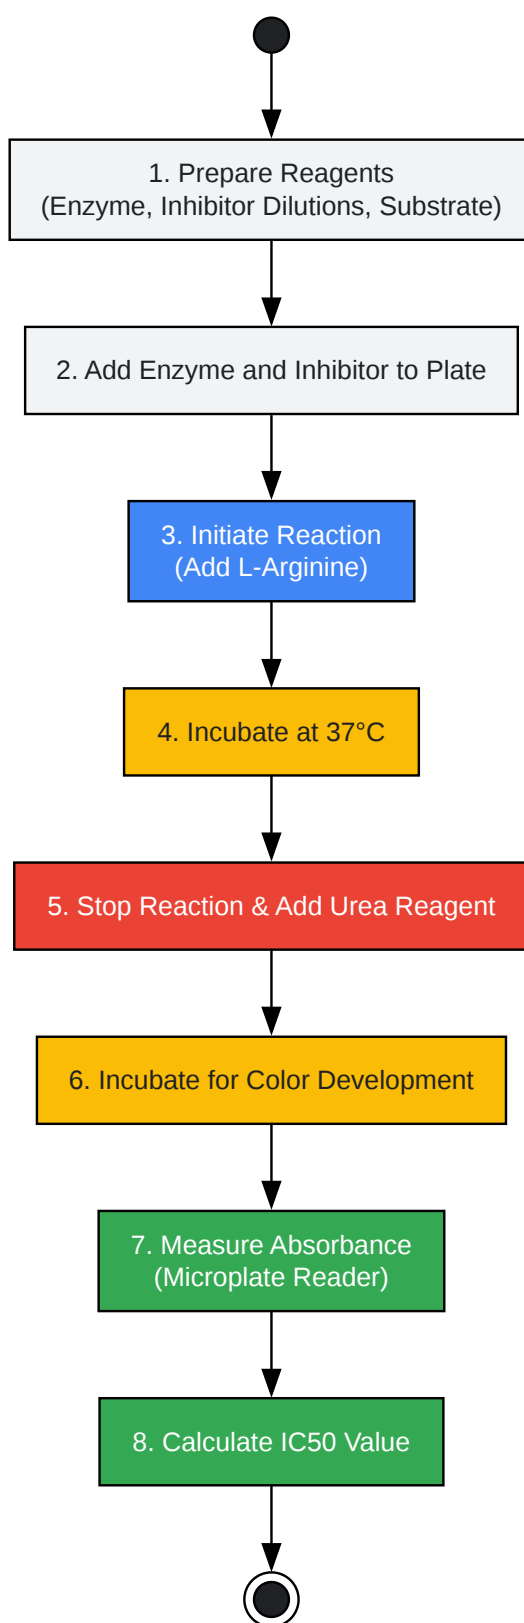 1. Prepare Reagents
(Enzyme, Inhibitor Dilutions, Substrate)
2. Add Enzyme and Inhibitor to Plate
3. Initiate Reaction
(Add L-Arginine)
4. Incubate at 37°C
5. Stop Reaction & Add Urea Reagent
6. Incubate for Color Development
7. Measure Absorbance
(Microplate Reader)
8. Calculate IC50 Value